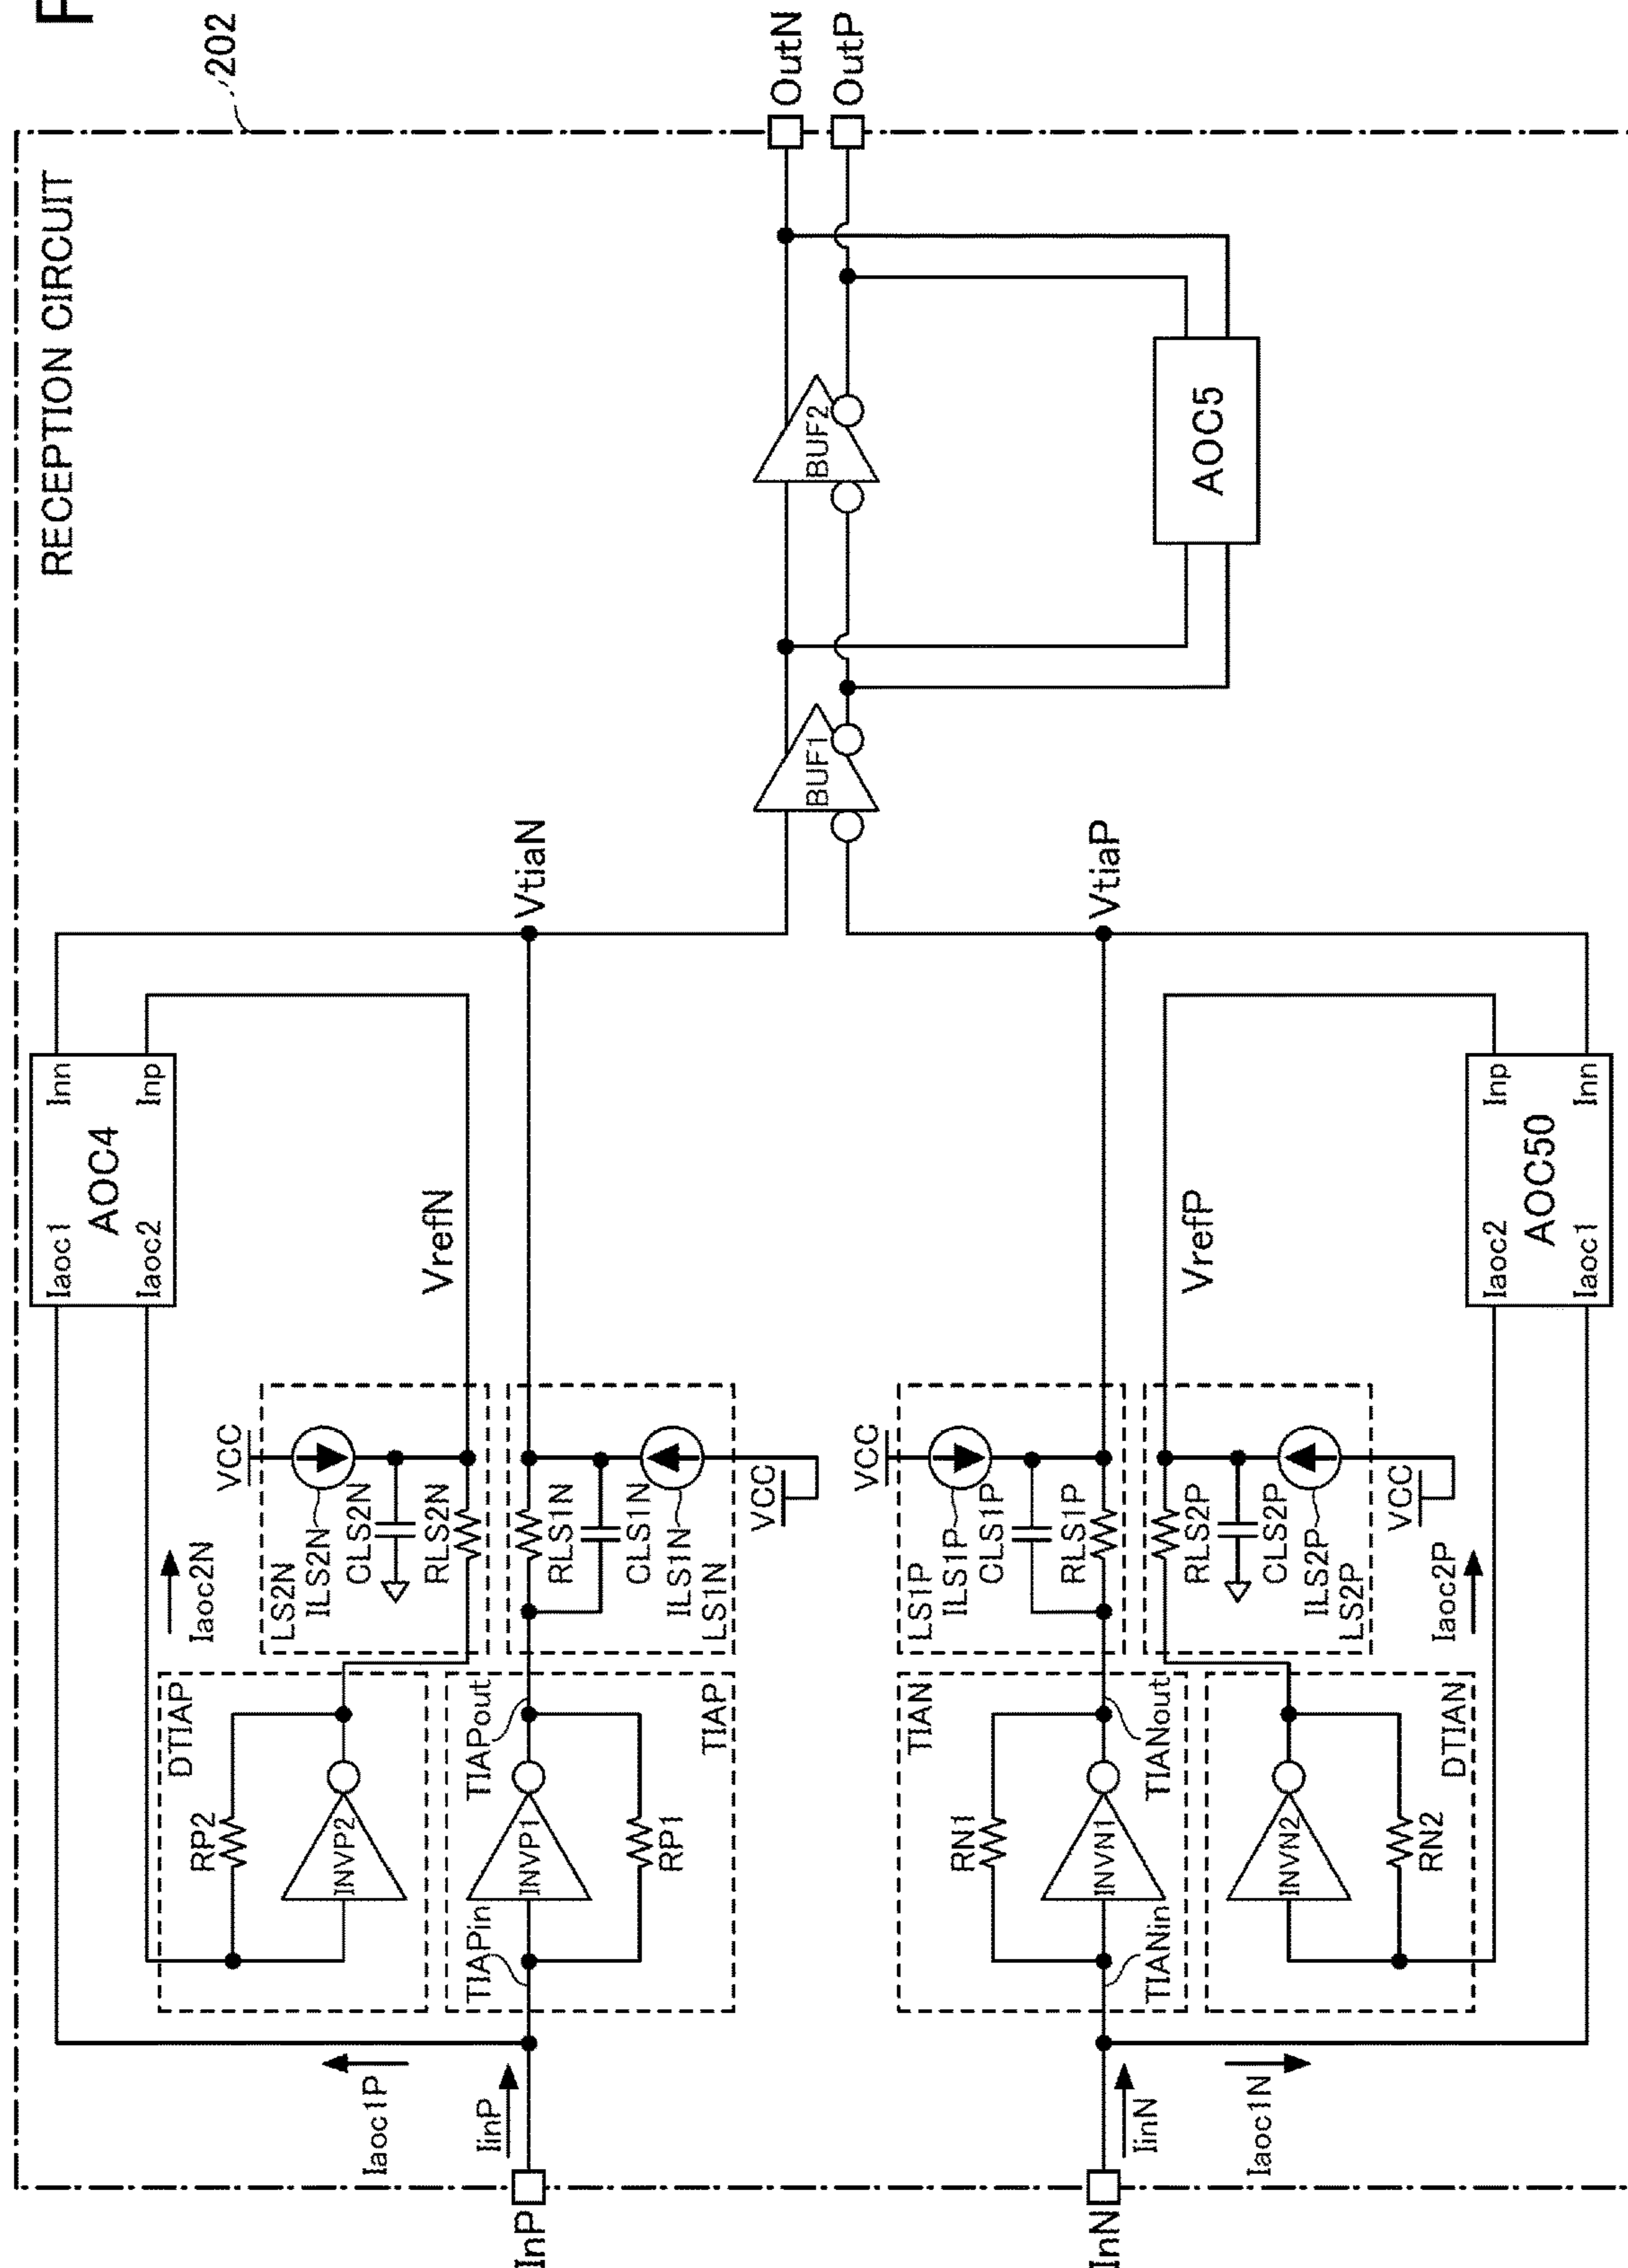 F
202
RECEPTION CIRCUIT
Iaoc1
Inn
AOC4
Iaoc2
Inp
Iaoc1P
Iaoc2N
DTIAP
RP2
INVP2
LS2N
VCC
ILS2N
CLS2N
RLS2N
VrefN
InP
IinP
TIAPin
INVP1
TIAPout
RP1
TIAP
RLS1N
CLS1N
ILS1N
LS1N
VCC
VtiaN
BUF1
BUF2
OutN
OutP
AOC5
TIAN
RN1
INVN1
TIANin
TIANout
LS1P
VCC
ILS1P
CLS1P
RLS1P
VtiaP
InN
IinN
Iaoc1N
INVN2
RN2
DTIAN
RLS2P
CLS2P
ILS2P
LS2P
VCC
VrefP
Iaoc2P
Iaoc2
Inp
AOC50
Iaoc1
Inn